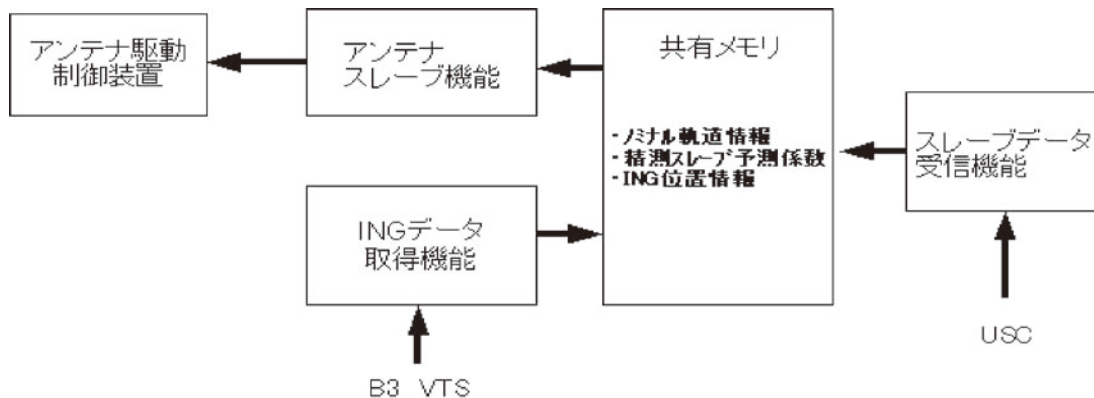 アンテナ駆動
制御装置
アンテナ
スレーブ機能
共有メモリ
・ノミナル軌道情報
・精測スレーブ予測係数
・ING位置情報
スレーブデータ
受信機能
INGデータ
取得機能
USC
B3 VTS